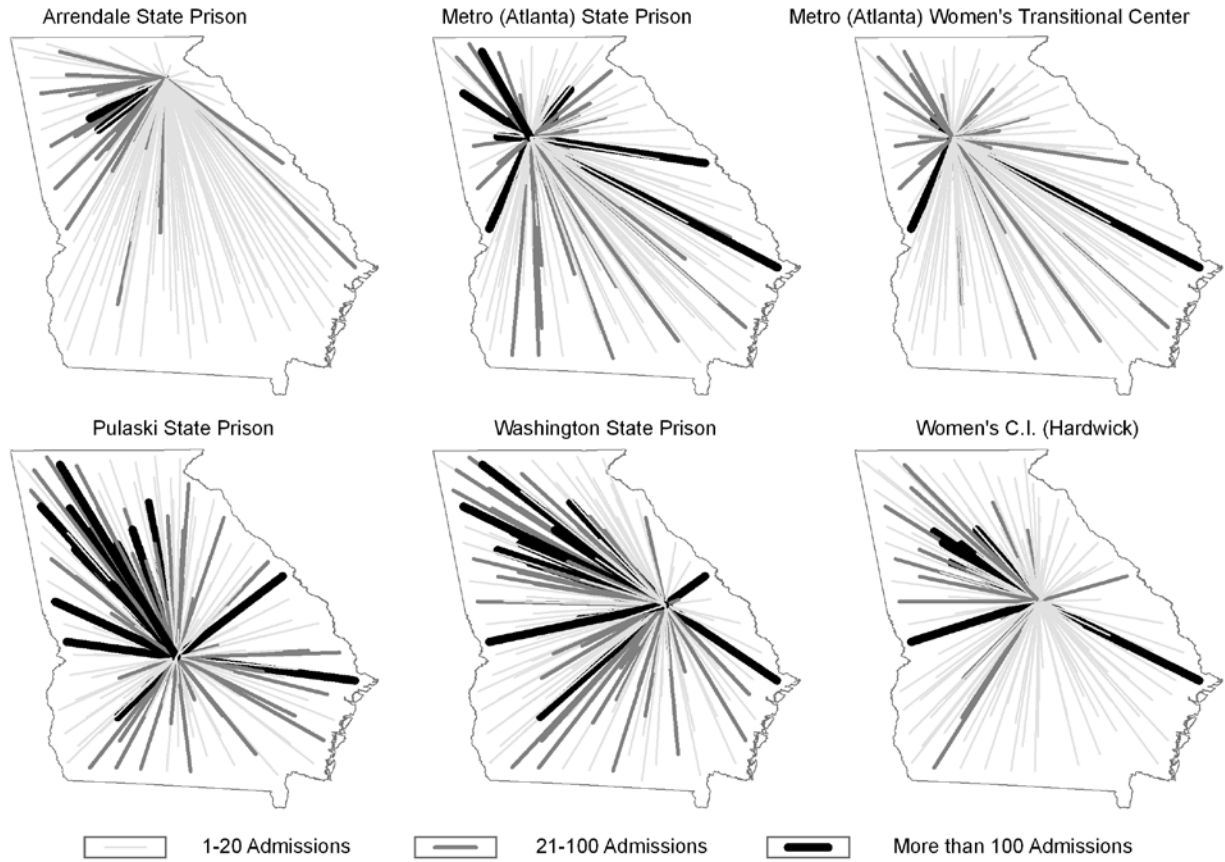 Arrendale State Prison
Metro (Atlanta) State Prison
Metro (Atlanta) Women's Transitional Center
Pulaski State Prison
Washington State Prison
Women's C.I. (Hardwick)
1-20 Admissions
21-100 Admissions
More than 100 Admissions